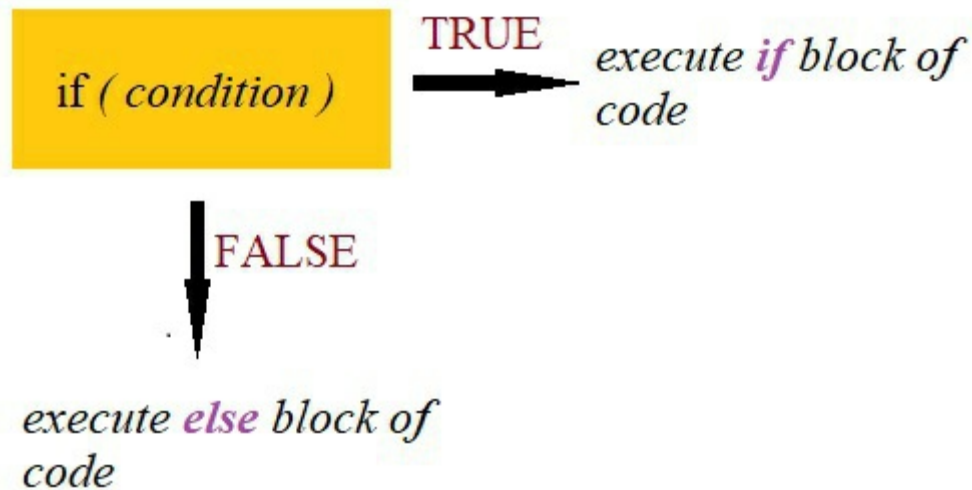 if ( condition )
TRUE
execute if block of
code
FALSE
execute else block of
code